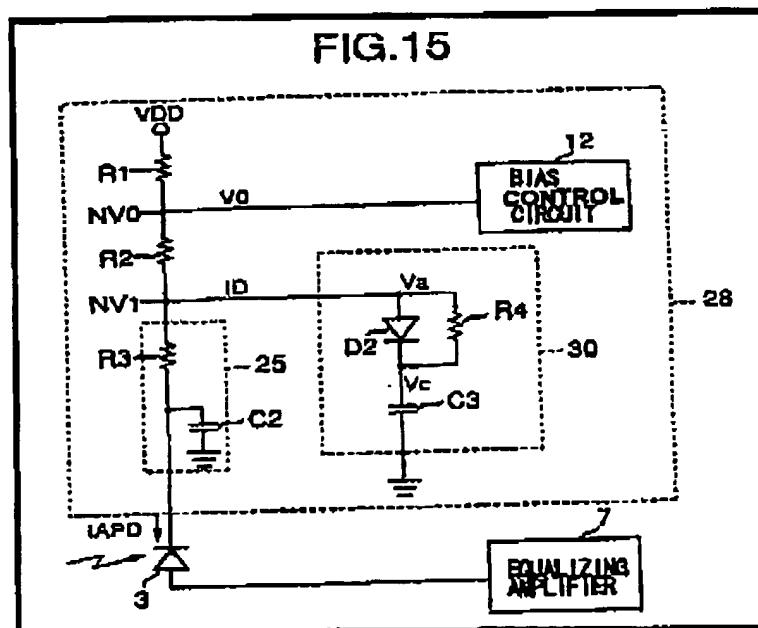 FIG.15
VDD
R1
12
BIAS
CONTROL
CIRCUIT
NV0
V0
R2
NV1
ID
Va
28
R4
D2
R3
25
30
Vc
C2
C3
IAPD
7
3
EQUALIZING
AMPLIFIER